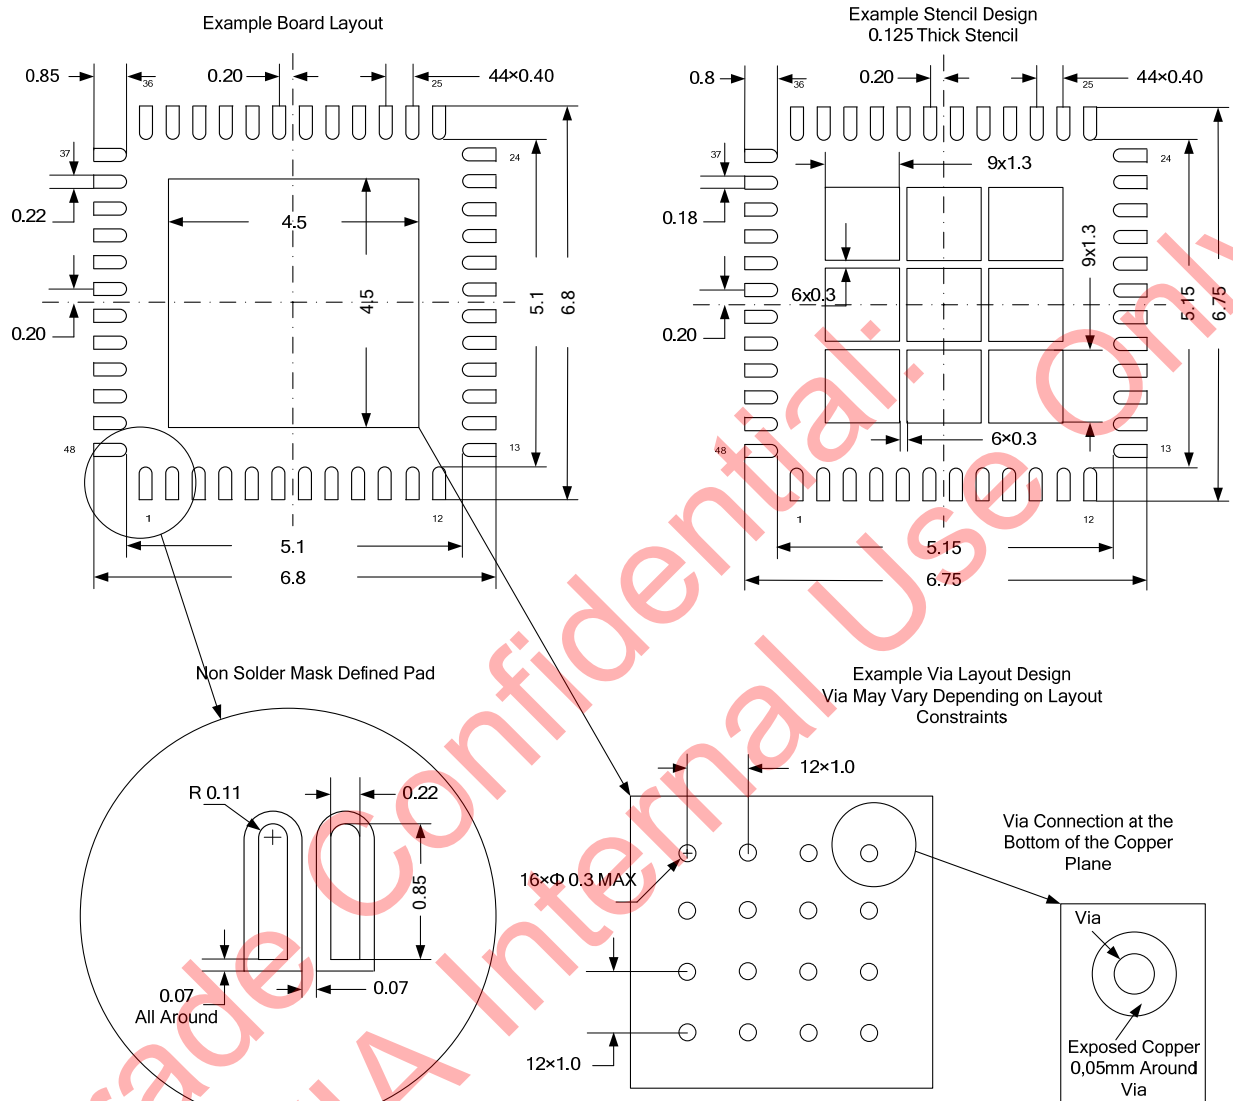 Example Board Layout
0.85
0.20
44×0.40
36
25
37
24
0.22
4.5
4.5
5.1
6.8
0.20
48
13
1
12
5.1
6.8
Example Stencil Design
0.125 Thick Stencil
0.8
0.20
44×0.40
36
25
37
24
9x1.3
0.18
9x1.3
6x0.3
5.15
6.75
0.20
6×0.3
48
13
1
12
5.15
6.75
Non Solder Mask Defined Pad
R 0.11
0.22
0.85
0.07
All Around
0.07
Example Via Layout Design
Via May Vary Depending on Layout
Constraints
12×1.0
16×Φ 0.3 MAX
12×1.0
Via Connection at the
Bottom of the Copper
Plane
Via
Exposed Copper
0,05mm Around
Via
Confidential:
Internal Use Only